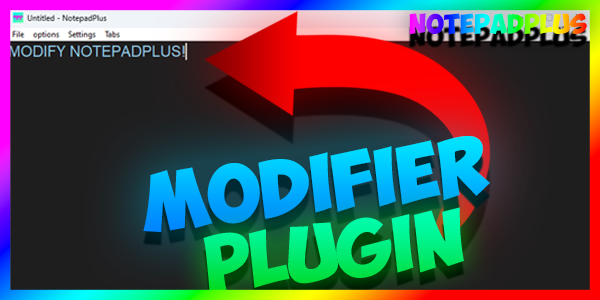 Untitled - NotepadPlus
NOTEPADPLUS
File options Settings Tabs
MODIFY NOTEPADPLUS!
MODIFIER
PLUGIN